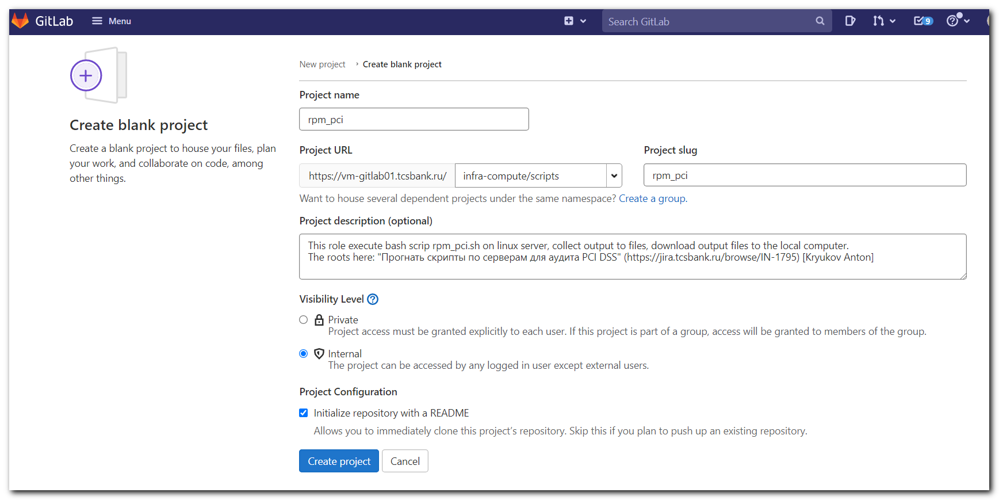 GitLab
Menu
Search GitLab
9
New project › Create blank project
Create blank project
Create a blank project to house your files, plan
your work, and collaborate on code, among
other things.
Project name
rpm_pci
Project URL
Project slug
https://vm-gitlab01.tcsbank.ru/
infra-compute/scripts
rpm_pci
Want to house several dependent projects under the same namespace? Create a group.
Project description (optional)
This role execute bash scrip rpm_pci.sh on linux server, collect output to files, download output files to the local computer.
The roots here: "Прогнать скрипты по серверам для аудита PCI DSS" (https://jira.tcsbank.ru/browse/IN-1795) [Kryukov Anton]
Visibility Level
Private
Project access must be granted explicitly to each user. If this project is part of a group, access will be granted to members of the group.
Internal
The project can be accessed by any logged in user except external users.
Project Configuration
Initialize repository with a README
Allows you to immediately clone this project’s repository. Skip this if you plan to push up an existing repository.
Create project
Cancel